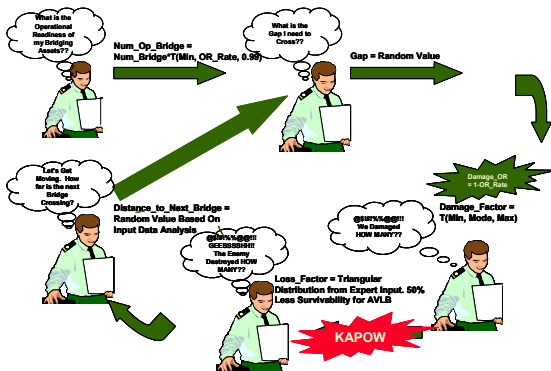 What is the
Operational
Readiness of
my Bridging
Assets??
Num_Op_Bridge =
Num_Bridge*T(Min, OR_Rate, 0.99)
What is the
Gap I need to
Cross??
Gap = Random Value
Damage_OR
= 1-OR_Rate
Damage_Factor =
T(Min, Mode, Max)
@$!#!%%@@!!!
We Damaged
HOW MANY??
KAPOW
Loss_Factor = Triangular
Distribution from Expert Input. 50%
Less Survivability for AVLB
@$!#!%%@@!!!
GEESSSSHH!!
The Enemy
Destroyed HOW
MANY??
Let's Get
Moving. How
far is the next
Bridge
Crossing?
Distance_to_Next_Bridge =
Random Value Based On
Input Data Analysis